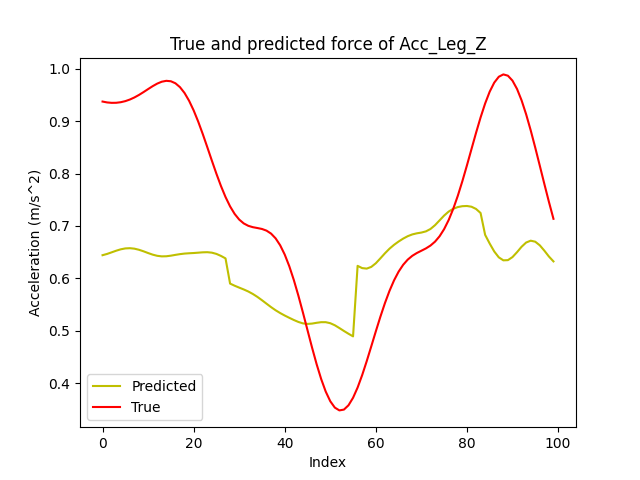 True and predicted force of Acc_Leg_Z
1.0
0.9
0.8
0.7
0.6
0.5
0.4
Acceleration (m/s^2)
Predicted
True
0 20 40 60 80 100
Index